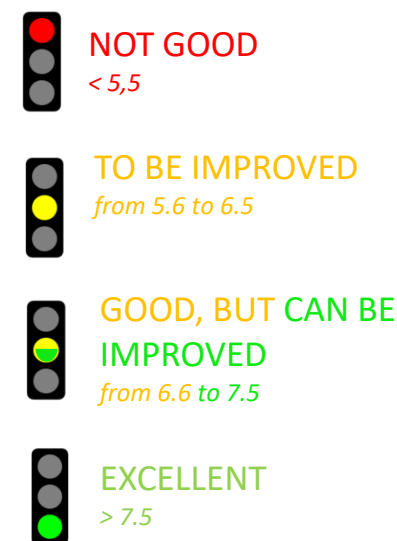 NOT GOOD
< 5,5
TO BE IMPROVED
from 5.6 to 6.5
GOOD, BUT CAN BE
IMPROVED
from 6.6 to 7.5
EXCELLENT
> 7.5